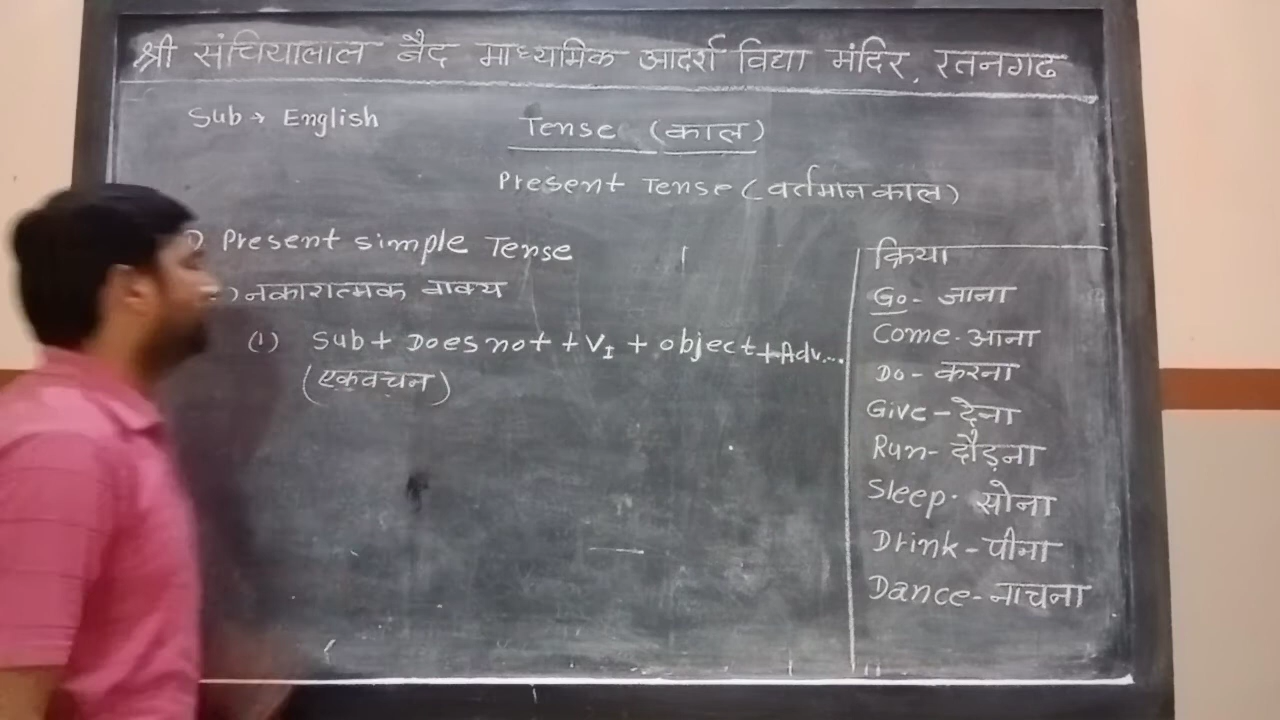 श्री संचियालाल बैद माध्यमिक आदर्श विद्या मंदिर, रतनगढ
Sub → English
Tense (काल)
Present Tense (वर्तमान काल)
) Present simple Tense
) नकारात्मक वाक्य
(1) Sub + Does not + V_I + object + Adv...
(एकवचन)
क्रिया
Go - जाना
Come - आना
Do - करना
Give - देना
Run - दौड़ना
Sleep - सोना
Drink - पीना
Dance - नाचना